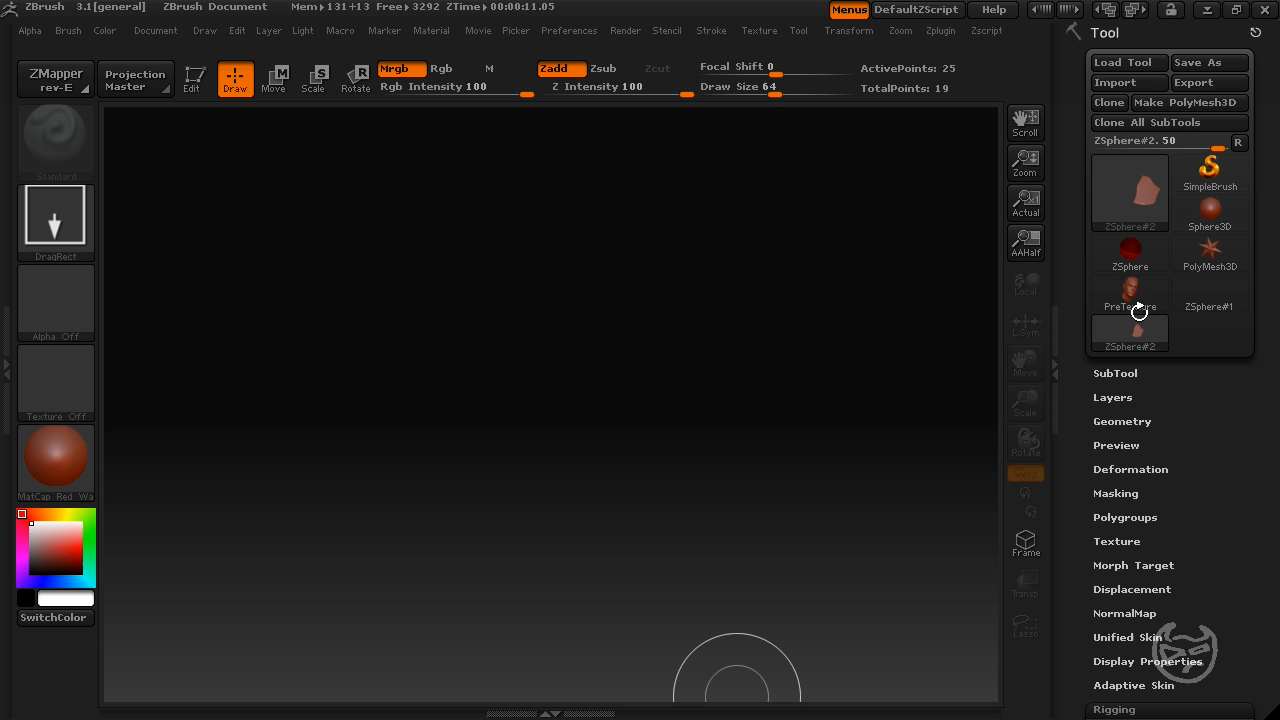 ZBrush 3.1[general] ZBrush Document Mem▸131+13 Free▸3292 ZTime▸00:00:11.05 Menus DefaultZScript Help
Alpha Brush Color Document Draw Edit Layer Light Macro Marker Material Movie Picker Preferences Render Stencil Stroke Texture Tool Transform Zoom Zplugin Zscript
Tool
ZMapper
rev-E
Projection
Master
Edit
Draw
Move
Scale
Rotate
Mrgb Rgb M
Rgb Intensity 100
Zadd Zsub Zcut
Z Intensity 100
Focal Shift 0
Draw Size 64
ActivePoints: 25
TotalPoints: 19
Standard
DragRect
Alpha Off
Texture Off
MatCap Red Wa
SwitchColor
Scroll
Zoom
Actual
AAHalf
Local
L.Sym
Move
Scale
Rotate
Frame
Transp
Lasso
Load Tool Save As
Import Export
Clone Make PolyMesh3D
Clone All SubTools
ZSphere#2. 50 R
ZSphere#2
SimpleBrush
Sphere3D
ZSphere PolyMesh3D
PreTexture ZSphere#1
ZSphere#2
SubTool
Layers
Geometry
Preview
Deformation
Masking
Polygroups
Texture
Morph Target
Displacement
NormalMap
Unified Skin
Display Properties
Adaptive Skin
Rigging